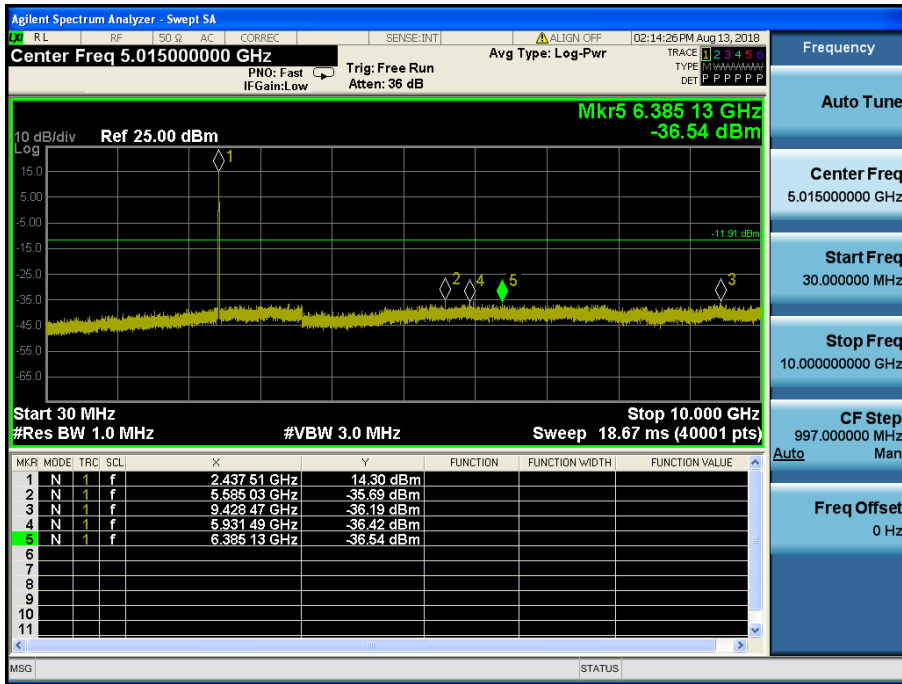 Agilent Spectrum Analyzer - Swept SA
LXI RL RF 50 Ω AC CORREC SENSE:INT ALIGN OFF 02:14:26 PM Aug 13, 2018
Center Freq 5.015000000 GHz
PNO: Fast
IFGain:Low
Trig: Free Run
Atten: 36 dB
Avg Type: Log-Pwr
TRACE 1 2 3 4 5 6
TYPE MWWWWW
DET P P P P P P
Mkr5 6.385 13 GHz
-36.54 dBm
10 dB/div Ref 25.00 dBm
Log
15.0
5.00
-5.00
-15.0
-25.0
-35.0
-45.0
-55.0
-65.0
1
-11.91 dBm
2
4
5
3
Start 30 MHz Stop 10.000 GHz
#Res BW 1.0 MHz #VBW 3.0 MHz Sweep 18.67 ms (40001 pts)
MKR MODE TRC SCL X Y FUNCTION FUNCTION WIDTH FUNCTION VALUE
1 N 1 f 2.437 51 GHz 14.30 dBm
2 N 1 f 5.585 03 GHz -35.69 dBm
3 N 1 f 9.428 47 GHz -36.19 dBm
4 N 1 f 5.931 49 GHz -36.42 dBm
5 N 1 f 6.385 13 GHz -36.54 dBm
6
7
8
9
10
11
MSG STATUS
Frequency
Auto Tune
Center Freq
5.015000000 GHz
Start Freq
30.000000 MHz
Stop Freq
10.000000000 GHz
CF Step
997.000000 MHz
Auto Man
Freq Offset
0 Hz